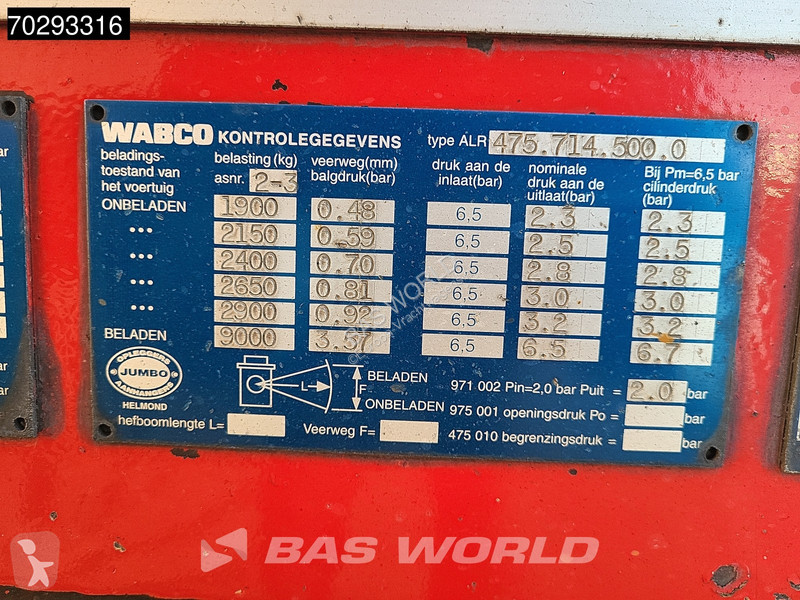 70293316
WABCO KONTROLEGEGEVENS type ALR 475.714.500.0
beladings-toestand van het voertuig belasting (kg) asnr. 2-3 veerweg(mm) balgdruk(bar) druk aan de inlaat(bar) nominale druk aan de uitlaat(bar) Bij Pm=6,5 bar cilinderdruk (bar)
ONBELADEN 1900 0.48 6,5 2.3 2.3
••• 2150 0.59 6,5 2.5 2.5
••• 2400 0.70 6,5 2.8 2.8
••• 2650 0.81 6,5 3.0 3.0
••• 2900 0.92 6,5 3.2 3.2
BELADEN 9000 3.57 6,5 6.5 6.7
OPLEGGERS JUMBO AANHANGERS
HELMOND
L F
BELADEN
ONBELADEN
971 002 Pin=2,0 bar Puit = 2.0 bar
975 001 openingsdruk Po = bar
hefboomlengte L= Veerweg F= 475 010 begrenzingsdruk = bar
BAS WORLD
BAS WORLD